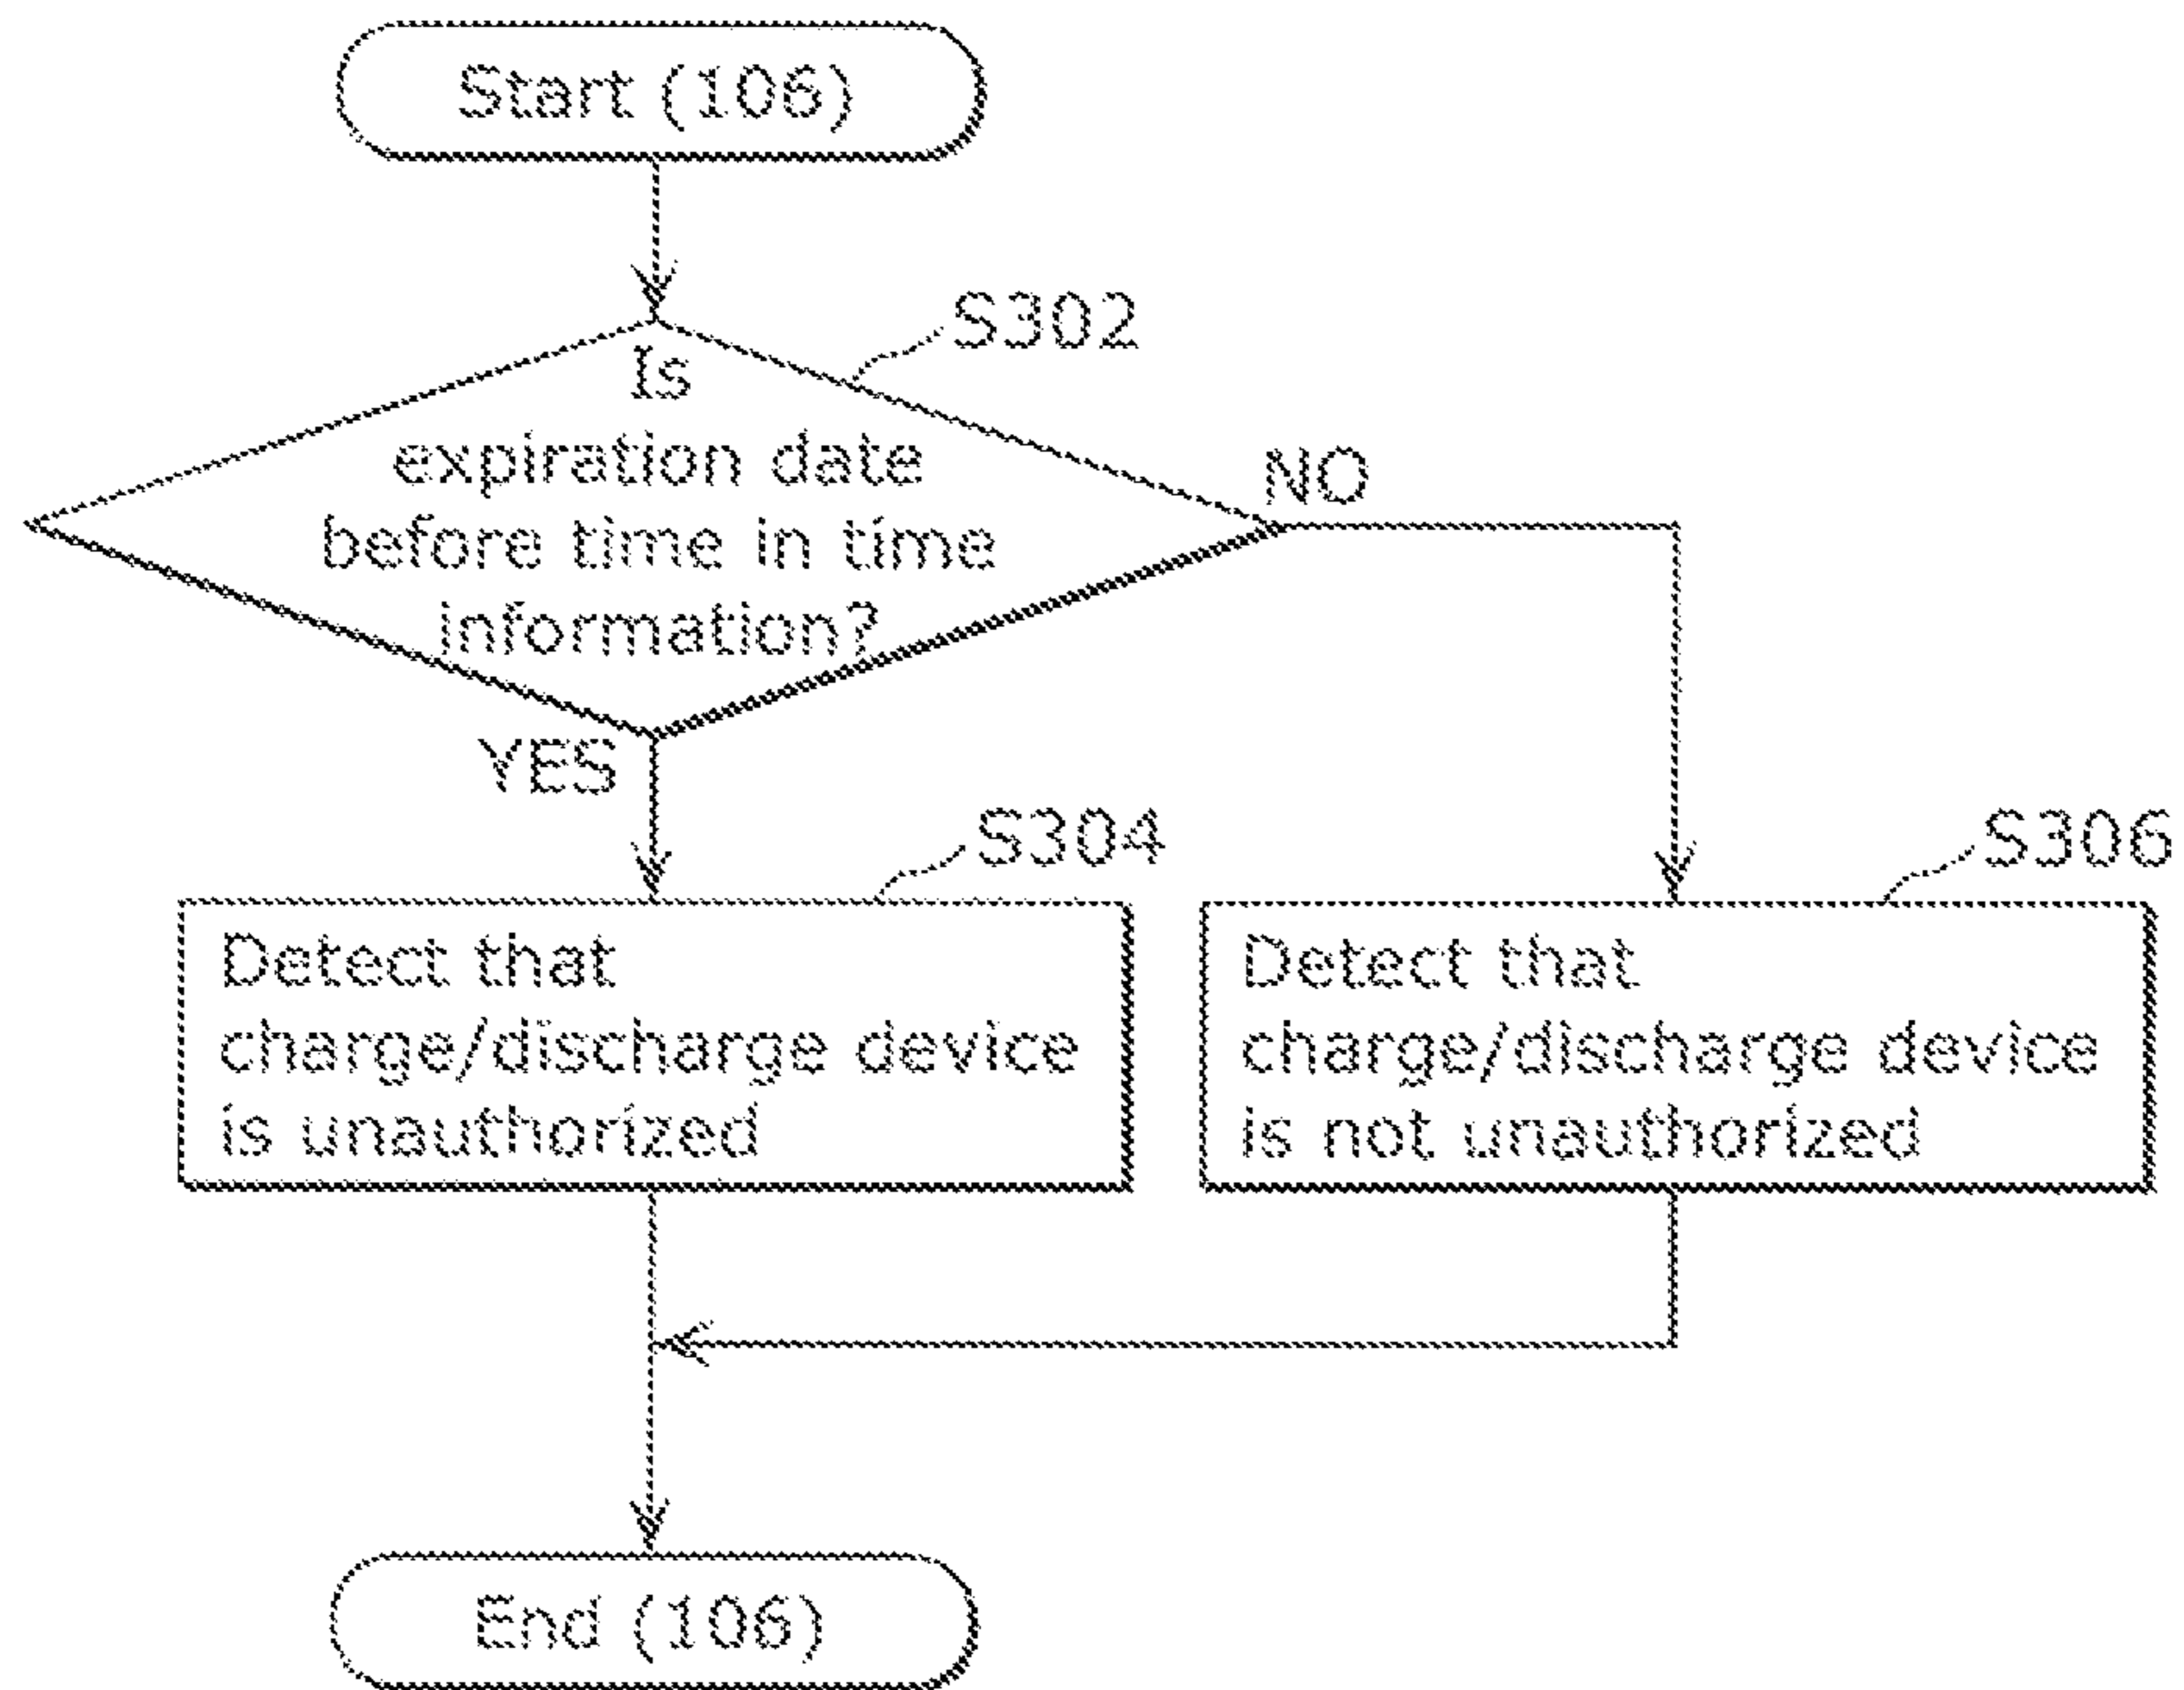 Start (106)
S302
Is
expiration date
before time in time
information?
NO
YES
S304
Detect that
charge/discharge device
is unauthorized
S306
Detect that
charge/discharge device
is not unauthorized
End (106)